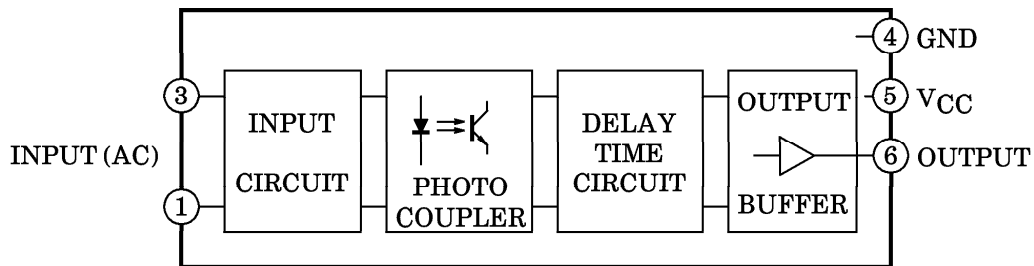 4 GND
3
5 VCC
INPUT
CIRCUIT
PHOTO
COUPLER
DELAY
TIME
CIRCUIT
OUTPUT
BUFFER
INPUT (AC)
6 OUTPUT
1